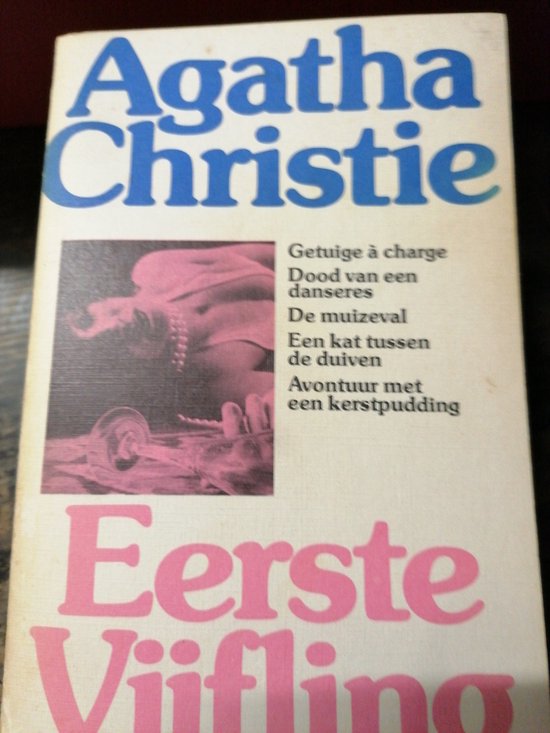 Agatha
Christie
Getuige à charge
Dood van een
danseres
De muizeval
Een kat tussen
de duiven
Avontuur met
een kerstpudding
Eerste
Vijfling